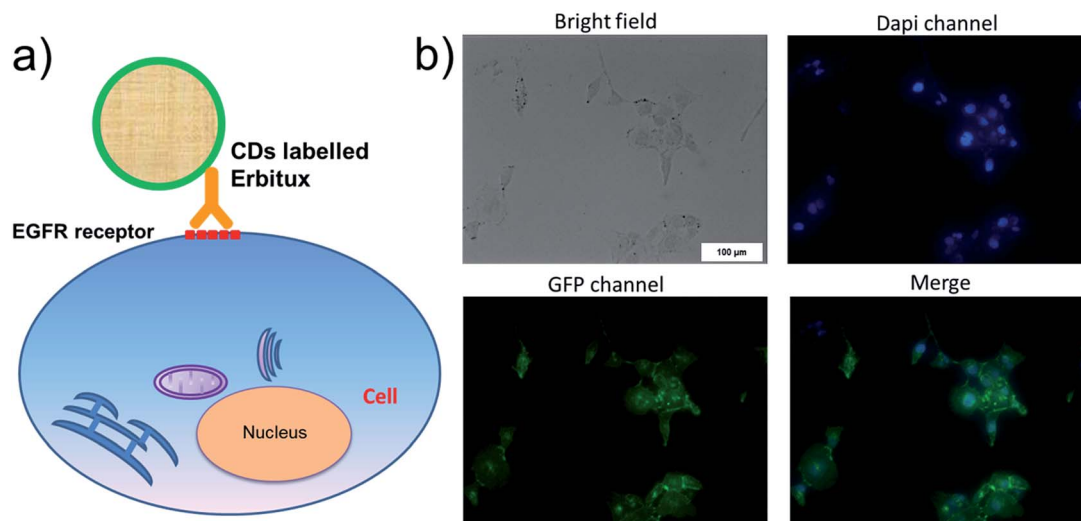 a)
CDs labelled
Erbitux
EGFR receptor
Cell
Nucleus
b)
Bright field
Dapi channel
100 µm
GFP channel
Merge